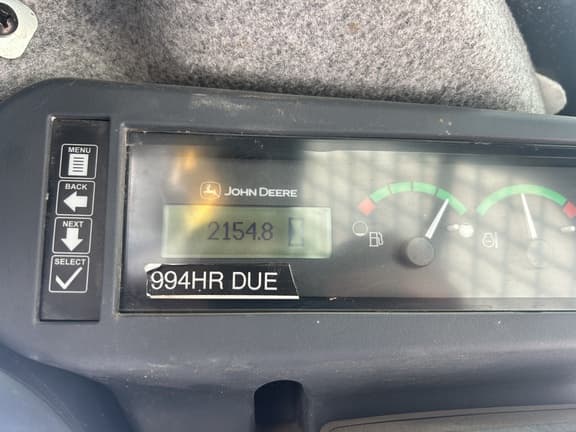 MENU
BACK
NEXT
SELECT
JOHN DEERE
2154.8
994HR DUE